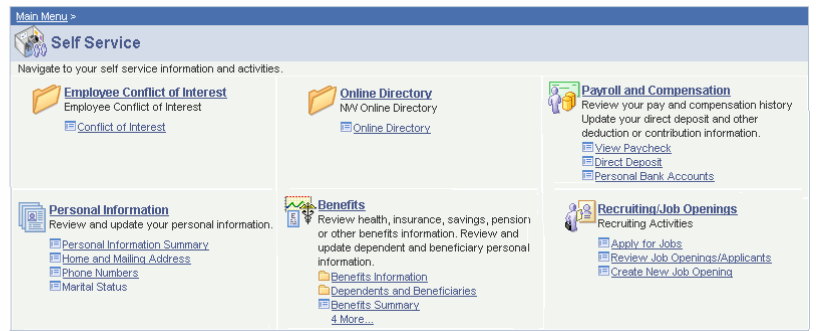 Main Menu >
Self Service
Navigate to your self service information and activities.
Employee Conflict of Interest
Employee Conflict of Interest
Conflict of Interest
Online Directory
NW Online Directory
Online Directory
Payroll and Compensation
Review your pay and compensation history
Update your direct deposit and other
deduction or contribution information.
View Paycheck
Direct Deposit
Personal Bank Accounts
Personal Information
Review and update your personal information.
Personal Information Summary
Home and Mailing Address
Phone Numbers
Marital Status
Benefits
Review health, insurance, savings, pension
or other benefits information. Review and
update dependent and beneficiary personal
information.
Benefits Information
Dependents and Beneficiaries
Benefits Summary
4 More...
Recruiting/Job Openings
Recruiting Activities
Apply for Jobs
Review Job Openings/Applicants
Create New Job Opening